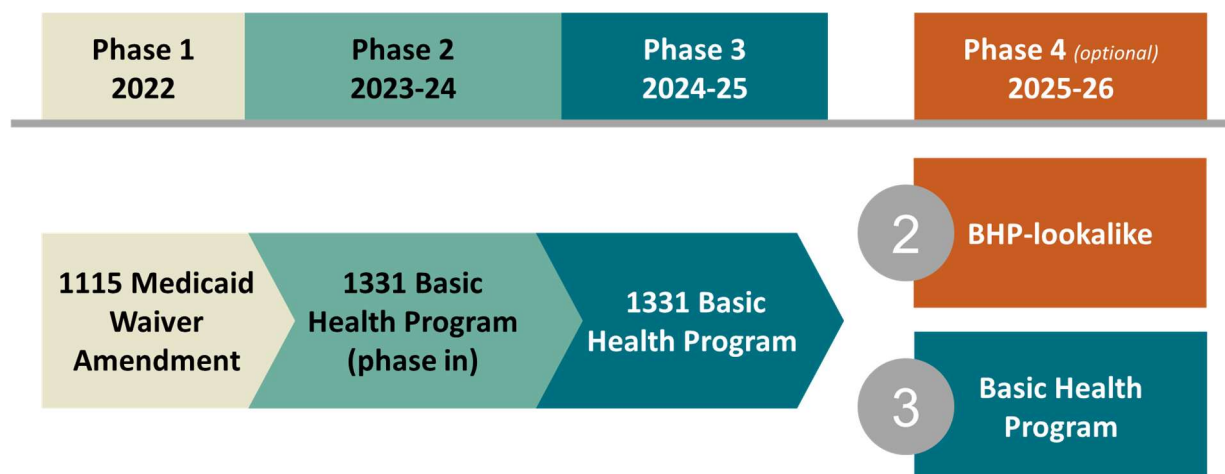 Phase 1
2022
Phase 2
2023-24
Phase 3
2024-25
Phase 4 (optional)
2025-26
1115 Medicaid
Waiver
Amendment
1331 Basic
Health Program
(phase in)
1331 Basic
Health Program
2
BHP-lookalike
3
Basic Health
Program